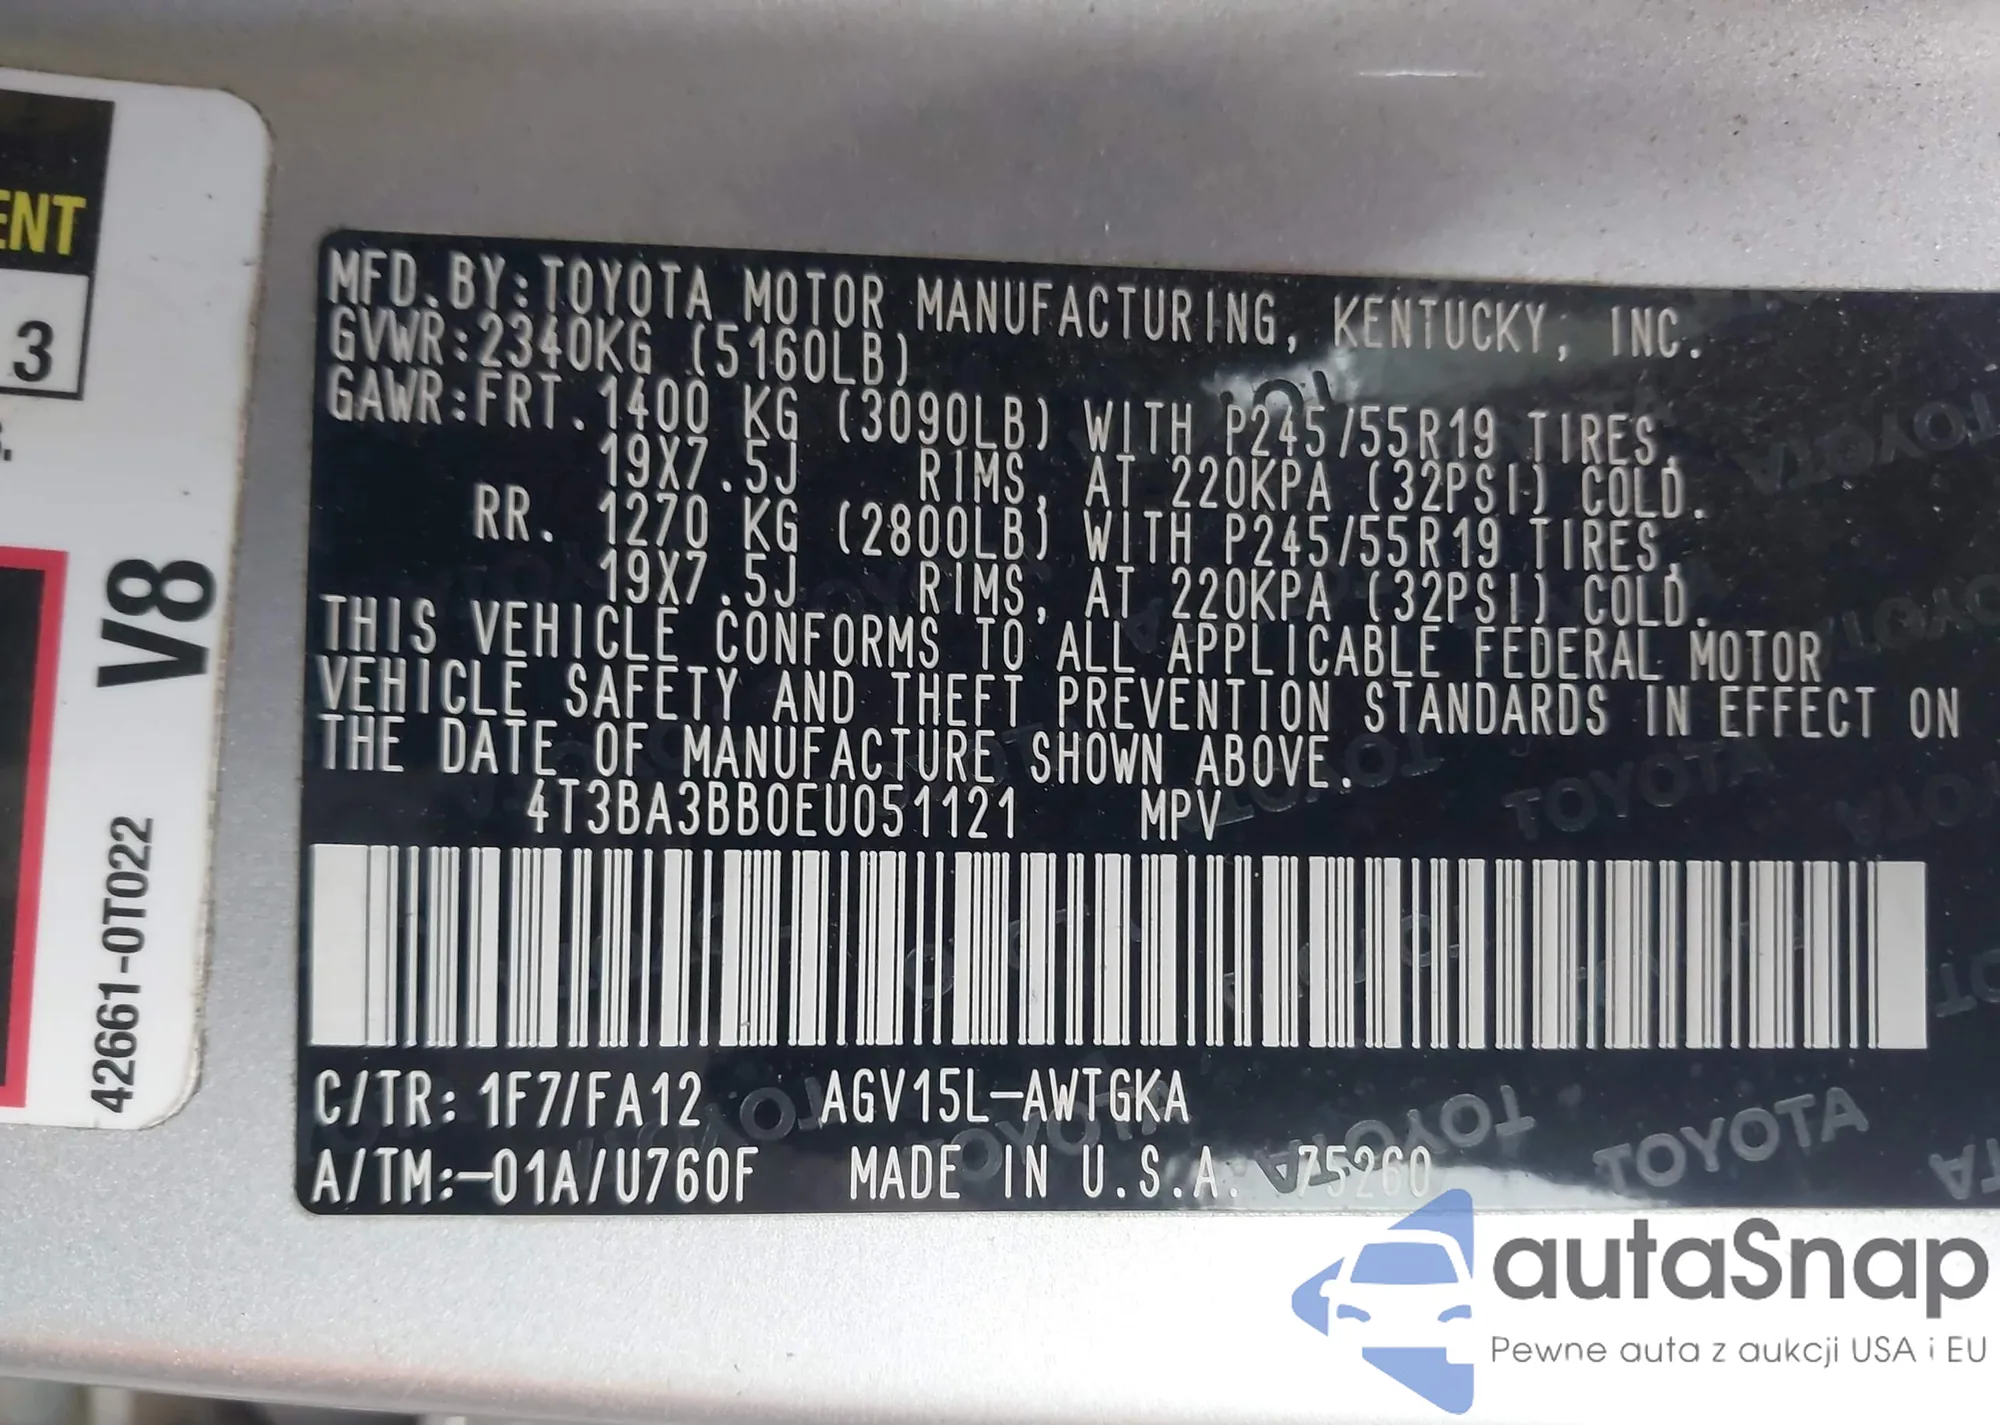 ENT
3
V8
42661-0T022
MFD.BY:TOYOTA MOTOR MANUFACTURING, KENTUCKY, INC.
GVWR:2340KG (5160LB)
GAWR:FRT.1400 KG (3090LB) WITH P245/55R19 TIRES,
19X7.5J RIMS, AT 220KPA (32PSI) COLD.
RR. 1270 KG (2800LB) WITH P245/55R19 TIRES,
19X7.5J RIMS, AT 220KPA (32PSI) COLD.
THIS VEHICLE CONFORMS TO ALL APPLICABLE FEDERAL MOTOR
VEHICLE SAFETY AND THEFT PREVENTION STANDARDS IN EFFECT ON
THE DATE OF MANUFACTURE SHOWN ABOVE.
4T3BA3BB0EU051121 MPV
C/TR: 1F7/FA12 AGV15L-AWTGKA
A/TM:-01A/U760F MADE IN U.S.A. 75260
TOYOTA
autaSnap
Pewne auta z aukcji USA i EU